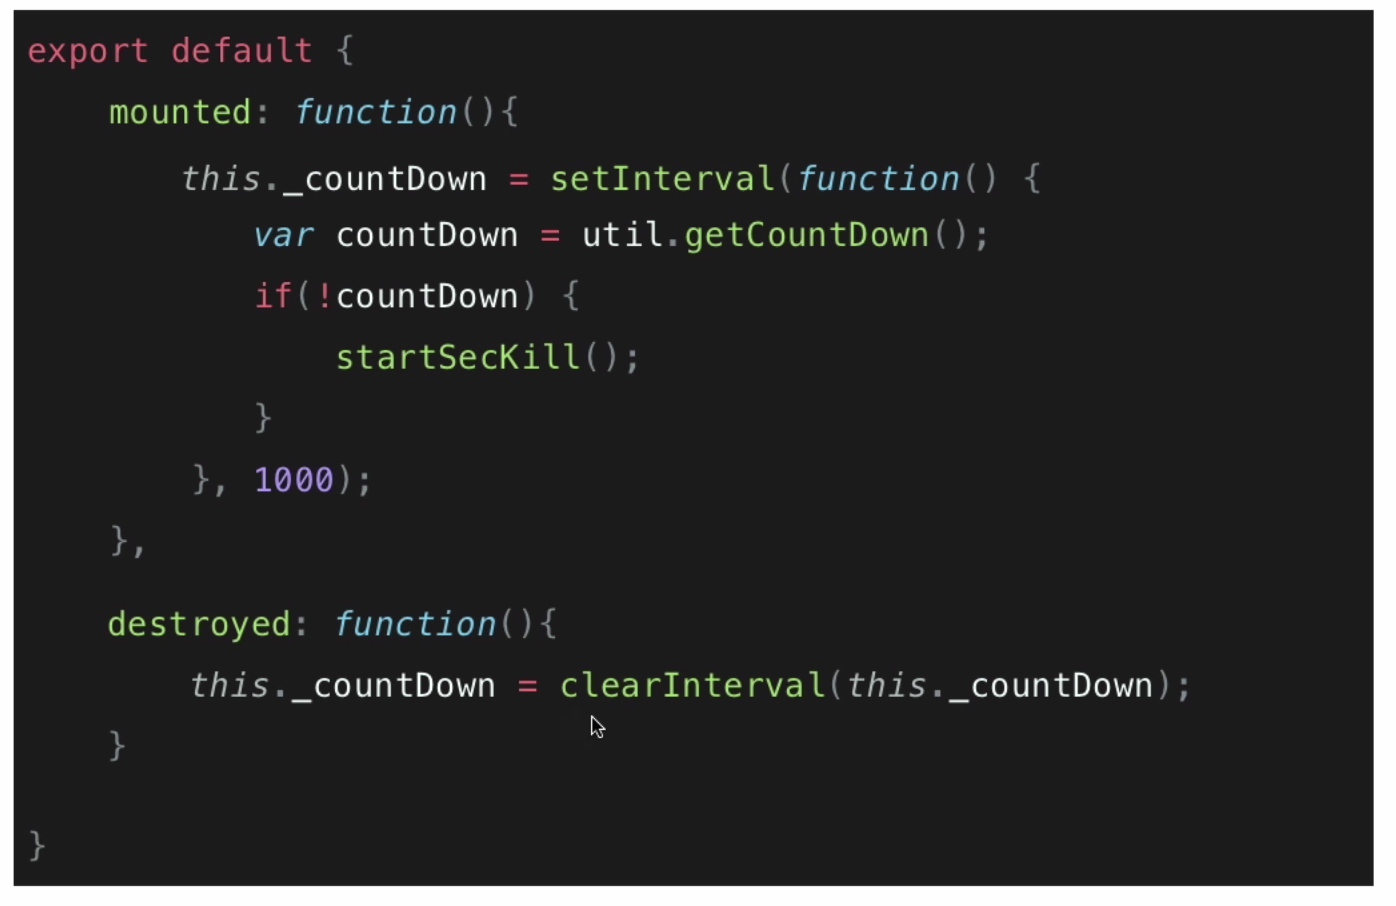 export default {
    mounted: function(){
        this._countDown = setInterval(function() {
            var countDown = util.getCountDown();
            if(!countDown) {
                startSecKill();
            }
        }, 1000);
    },
    destroyed: function(){
        this._countDown = clearInterval(this._countDown);
    }
}